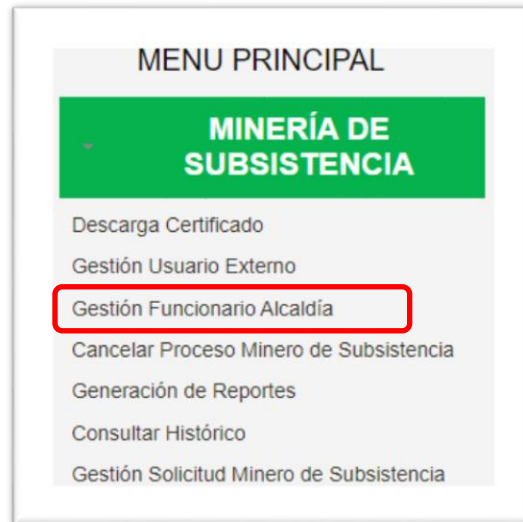 MENU PRINCIPAL
MINERÍA DE
SUBSISTENCIA
Descarga Certificado
Gestión Usuario Externo
Gestión Funcionario Alcaldía
Cancelar Proceso Minero de Subsistencia
Generación de Reportes
Consultar Histórico
Gestión Solicitud Minero de Subsistencia